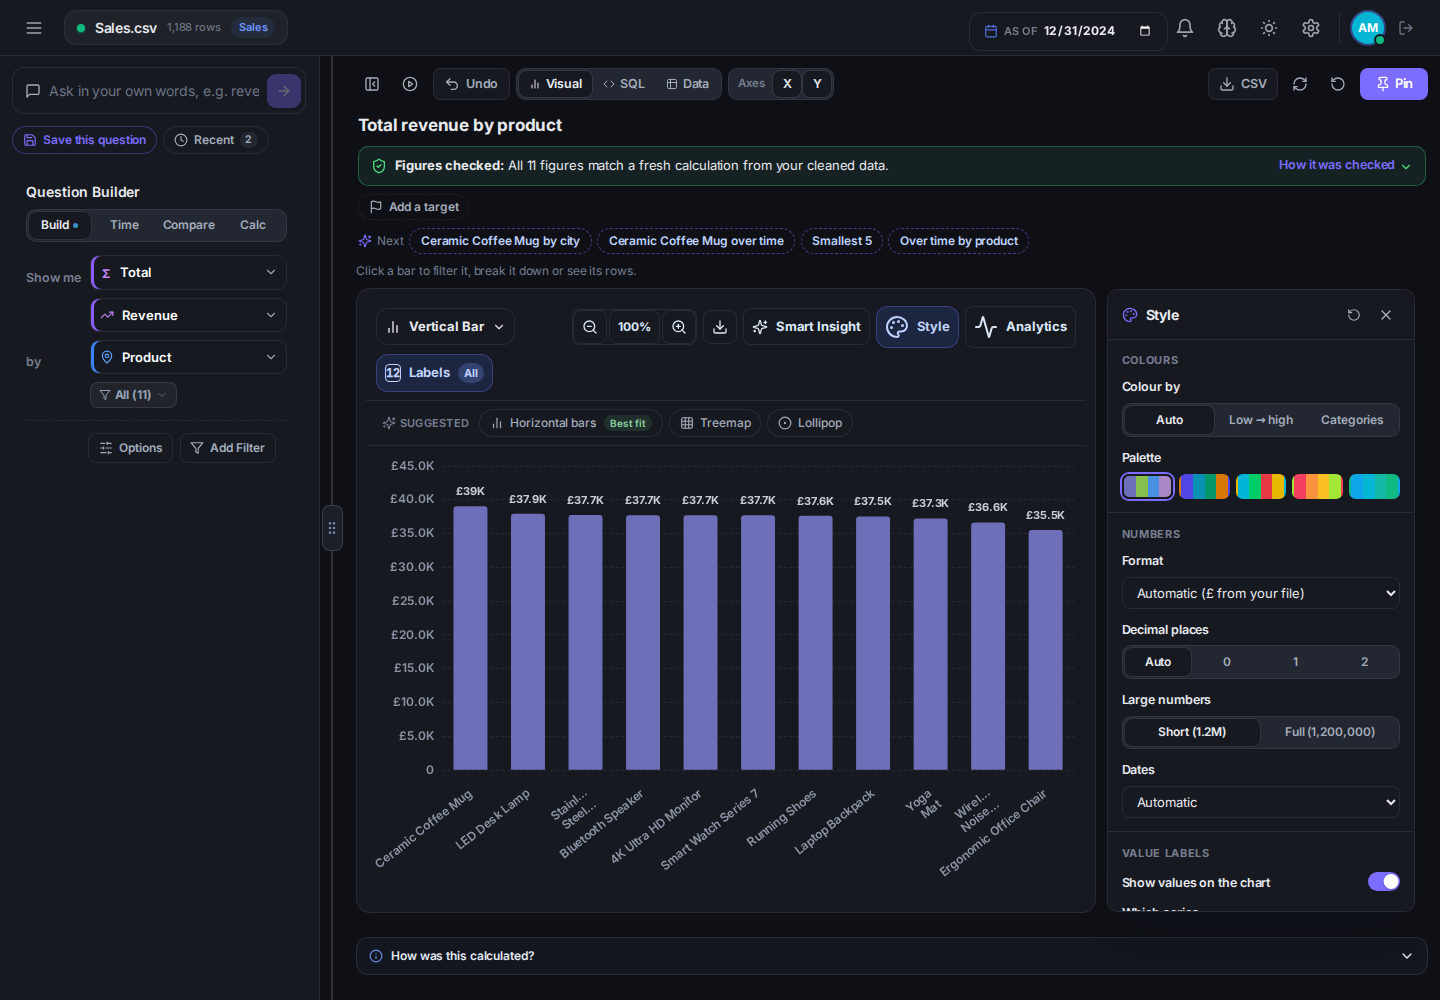 Sales.csv 1,188 rows Sales
AS OF 12/31/2024
AM
Ask in your own words, e.g. reve
Save this question Recent 2
Question Builder
Build Time Compare Calc
Show me Σ Total
Revenue
by Product
All (11)
Options Add Filter
Undo Visual SQL Data Axes X Y CSV Pin
Total revenue by product
Figures checked: All 11 figures match a fresh calculation from your cleaned data. How it was checked
Add a target
Next Ceramic Coffee Mug by city Ceramic Coffee Mug over time Smallest 5 Over time by product
Click a bar to filter it, break it down or see its rows.
Vertical Bar 100% Smart Insight Style Analytics
12 Labels All
SUGGESTED Horizontal bars Best fit Treemap Lollipop
£45.0K
£40.0K
£35.0K
£30.0K
£25.0K
£20.0K
£15.0K
£10.0K
£5.0K
0
£39K £37.9K £37.7K £37.7K £37.7K £37.7K £37.6K £37.5K £37.3K £36.6K £35.5K
Ceramic Coffee Mug
LED Desk Lamp
Stainl...
Steel...
Bluetooth Speaker
4K Ultra HD Monitor
Smart Watch Series 7
Running Shoes
Laptop Backpack
Yoga
Mat
Wirel...
Noise...
Ergonomic Office Chair
Style
COLOURS
Colour by
Auto Low → high Categories
Palette
NUMBERS
Format
Automatic (£ from your file)
Decimal places
Auto 0 1 2
Large numbers
Short (1.2M) Full (1,200,000)
Dates
Automatic
VALUE LABELS
Show values on the chart
Which series
How was this calculated?